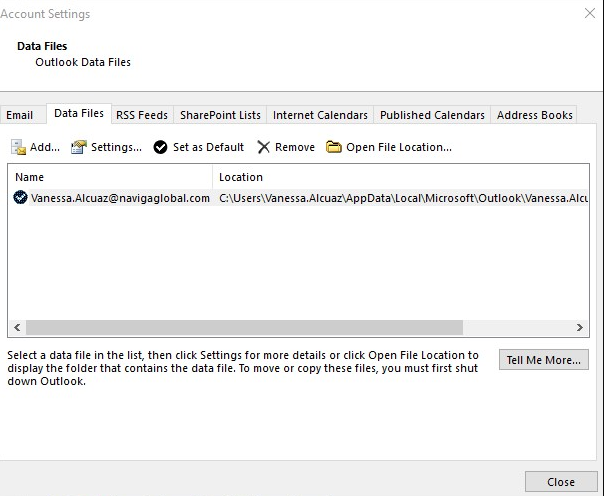 Account Settings
Data Files
Outlook Data Files
Email Data Files RSS Feeds SharePoint Lists Internet Calendars Published Calendars Address Books
Add... Settings... Set as Default Remove Open File Location...
Name Location
Vanessa.Alcuaz@navigaglobal.com C:\Users\Vanessa.Alcuaz\AppData\Local\Microsoft\Outlook\Vanessa.Alcu
Select a data file in the list, then click Settings for more details or click Open File Location to
display the folder that contains the data file. To move or copy these files, you must first shut
down Outlook.
Tell Me More...
Close